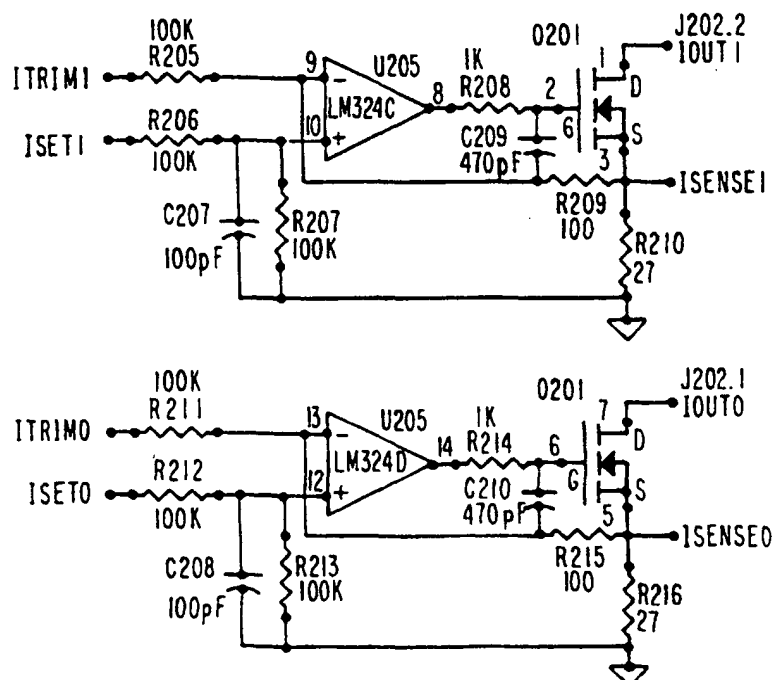 100K
R205
ITRIM1
9
-
U205
LM324C
8
1K
R208
2
G
O201
1
D
J202.2
IOUT1
ISET1
R206
100K
10
+
C209
470pF
S
3
R209
100
ISENSE1
C207
100pF
R207
100K
R210
27
100K
R211
ITRIM0
13
-
U205
LM324D
14
1K
R214
6
G
O201
7
D
J202.1
IOUT0
ISET0
R212
100K
12
+
C210
470pF
S
5
R215
100
ISENSE0
C208
100pF
R213
100K
R216
27